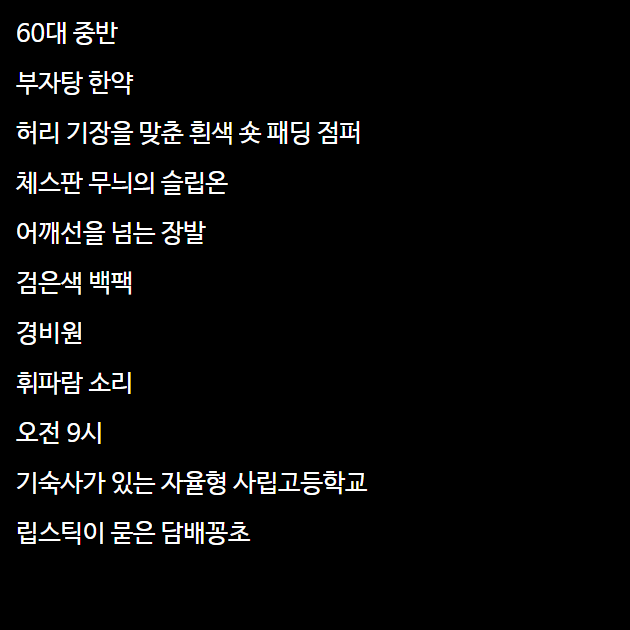 60대 중반
부자탕 한약
허리 기장을 맞춘 흰색 숏 패딩 점퍼
체스판 무늬의 슬립온
어깨선을 넘는 장발
검은색 백팩
경비원
휘파람 소리
오전 9시
기숙사가 있는 자율형 사립고등학교
립스틱이 묻은 담배꽁초